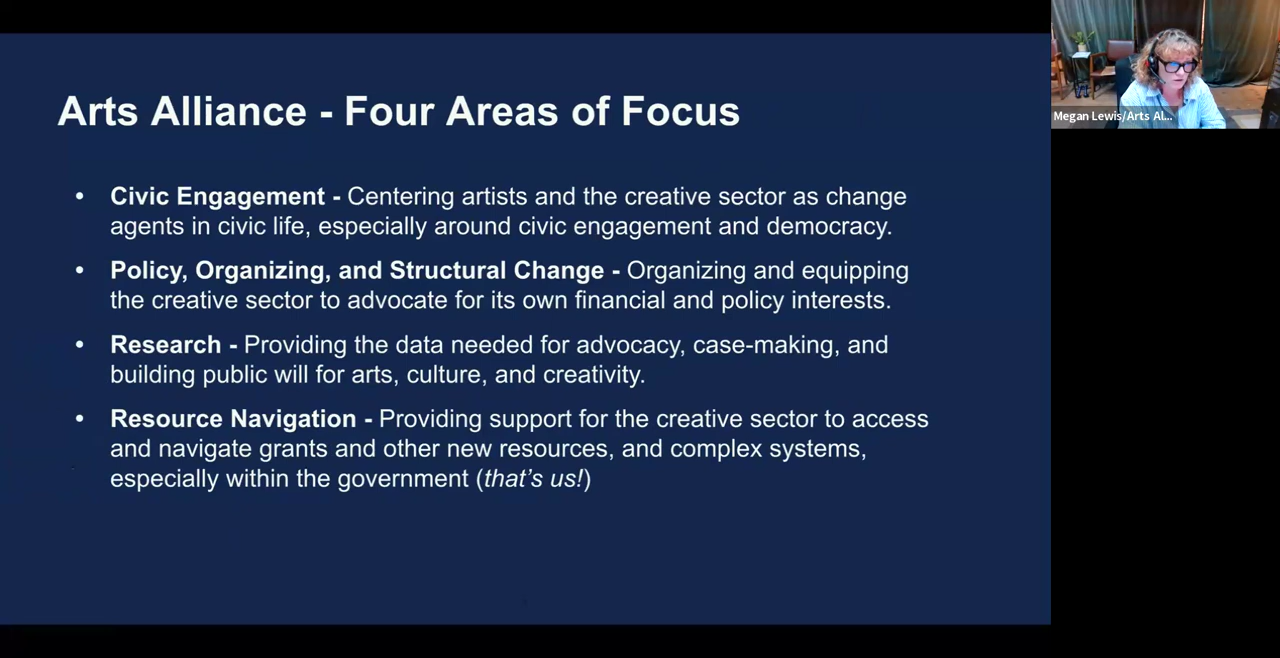 Arts Alliance - Four Areas of Focus
• Civic Engagement - Centering artists and the creative sector as change
agents in civic life, especially around civic engagement and democracy.
• Policy, Organizing, and Structural Change - Organizing and equipping
the creative sector to advocate for its own financial and policy interests.
• Research - Providing the data needed for advocacy, case-making, and
building public will for arts, culture, and creativity.
• Resource Navigation - Providing support for the creative sector to access
and navigate grants and other new resources, and complex systems,
especially within the government (that’s us!)
Megan Lewis/Arts Al...